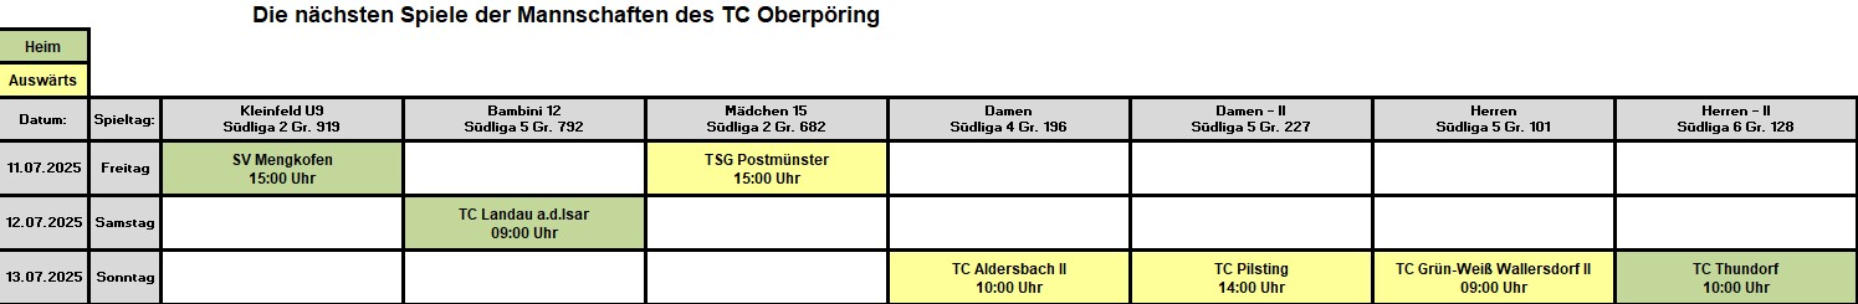 Die nächsten Spiele der Mannschaften des TC Oberpöring
Heim
Auswärts
Datum: Spieltag: Kleinfeld U9 Bambini 12 Mädchen 15 Damen Damen - II Herren Herren - II
Südliga 2 Gr. 919 Südliga 5 Gr. 792 Südliga 2 Gr. 682 Südliga 4 Gr. 196 Südliga 5 Gr. 227 Südliga 5 Gr. 101 Südliga 6 Gr. 128
11.07.2025 Freitag SV Mengkofen TSG Postmünster
15:00 Uhr 15:00 Uhr
12.07.2025 Samstag TC Landau a.d.Isar
09:00 Uhr
13.07.2025 Sonntag TC Aldersbach II TC Pilsting TC Grün-Weiß Wallersdorf II TC Thundorf
10:00 Uhr 14:00 Uhr 09:00 Uhr 10:00 Uhr